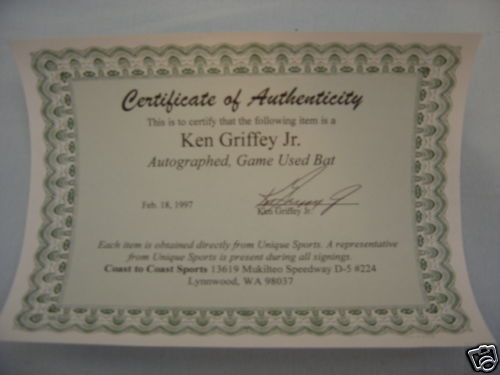 Certificate of Authenticity
This is to certify that the following item is a
Ken Griffey Jr.
Autographed, Game Used Bat
Feb. 18, 1997
Ken Griffey Jr.
Each item is obtained directly from Unique Sports. A representative
from Unique Sports is present during all signings.
Coast to Coast Sports 13619 Mukilteo Speedway D-5 #224
Lynnwood, WA 98037